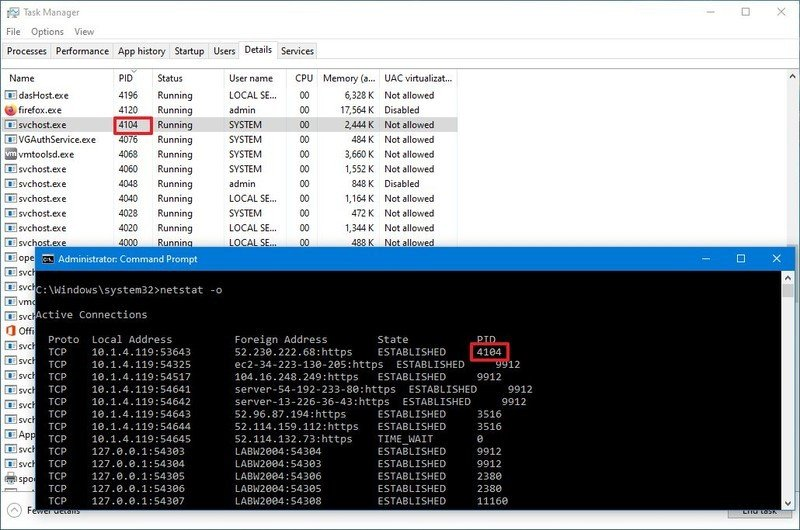 Task Manager
File Options View
Processes Performance App history Startup Users Details Services
Name PID Status User name CPU Memory (a... UAC virtualizat...
dasHost.exe 4196 Running LOCAL SE... 00 6,328 K Not allowed
firefox.exe 4120 Running admin 00 17,564 K Disabled
svchost.exe 4104 Running SYSTEM 00 2,444 K Not allowed
VGAuthService.exe 4076 Running SYSTEM 00 484 K Not allowed
vm vmtoolsd.exe 4068 Running SYSTEM 00 3,660 K Not allowed
svchost.exe 4060 Running SYSTEM 00 1,552 K Not allowed
svchost.exe 4048 Running admin 00 848 K Disabled
svchost.exe 4040 Running LOCAL SE... 00 1,164 K Not allowed
svchost.exe 4028 Running SYSTEM 00 472 K Not allowed
svchost.exe 4020 Running LOCAL SE... 00 1,344 K Not allowed
svchost.exe 4000 Running LOCAL SE... 00 488 K Not allowed
Administrator: Command Prompt
C:\Windows\system32>netstat -o
Active Connections
Proto Local Address Foreign Address State PID
TCP 10.1.4.119:53643 52.230.222.68:https ESTABLISHED 4104
TCP 10.1.4.119:54325 ec2-34-223-130-205:https ESTABLISHED 9912
TCP 10.1.4.119:54517 104.16.248.249:https ESTABLISHED 9912
TCP 10.1.4.119:54641 server-54-192-233-80:https ESTABLISHED 9912
TCP 10.1.4.119:54642 server-13-226-36-43:https ESTABLISHED 9912
TCP 10.1.4.119:54643 52.96.87.194:https ESTABLISHED 3516
TCP 10.1.4.119:54644 52.114.159.112:https ESTABLISHED 3516
TCP 10.1.4.119:54645 52.114.132.73:https TIME_WAIT 0
TCP 127.0.0.1:54303 LABW2004:54304 ESTABLISHED 9912
TCP 127.0.0.1:54304 LABW2004:54303 ESTABLISHED 9912
TCP 127.0.0.1:54305 LABW2004:54306 ESTABLISHED 2380
TCP 127.0.0.1:54306 LABW2004:54305 ESTABLISHED 2380
TCP 127.0.0.1:54307 LABW2004:54308 ESTABLISHED 11160
Fewer details End task